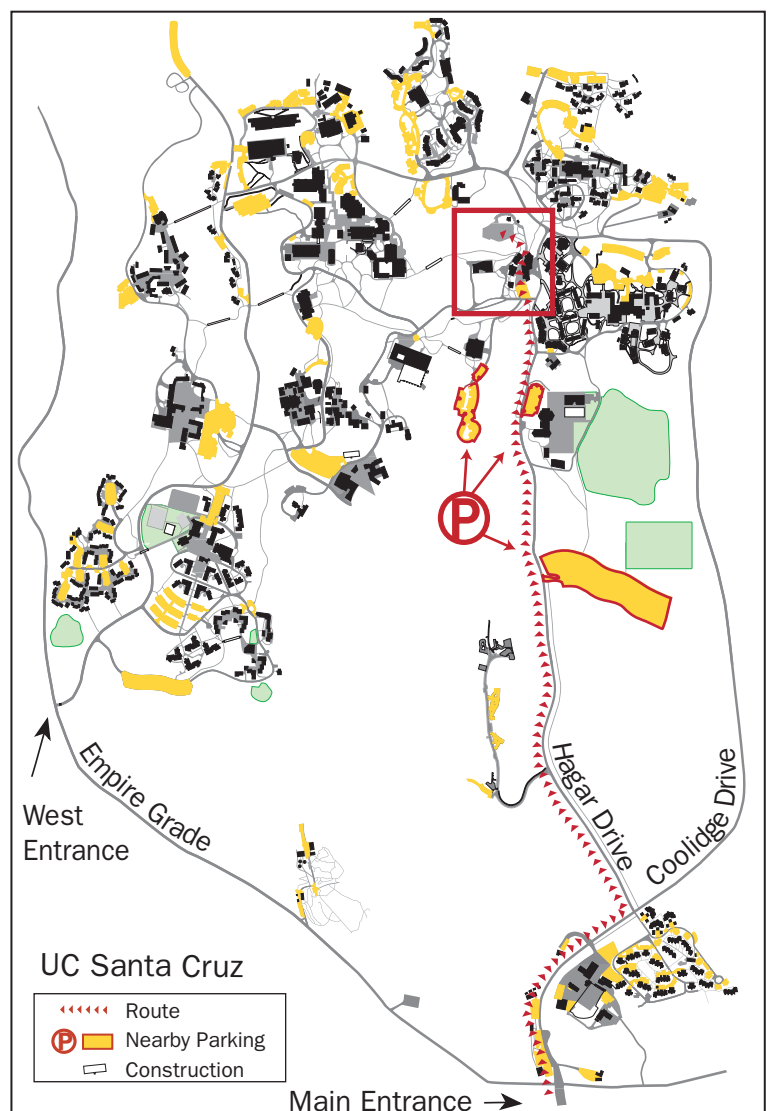 P
Hagar Drive
Coolidge Drive
Empire Grade
West
Entrance
UC Santa Cruz
Route
P Nearby Parking
Construction
Main Entrance